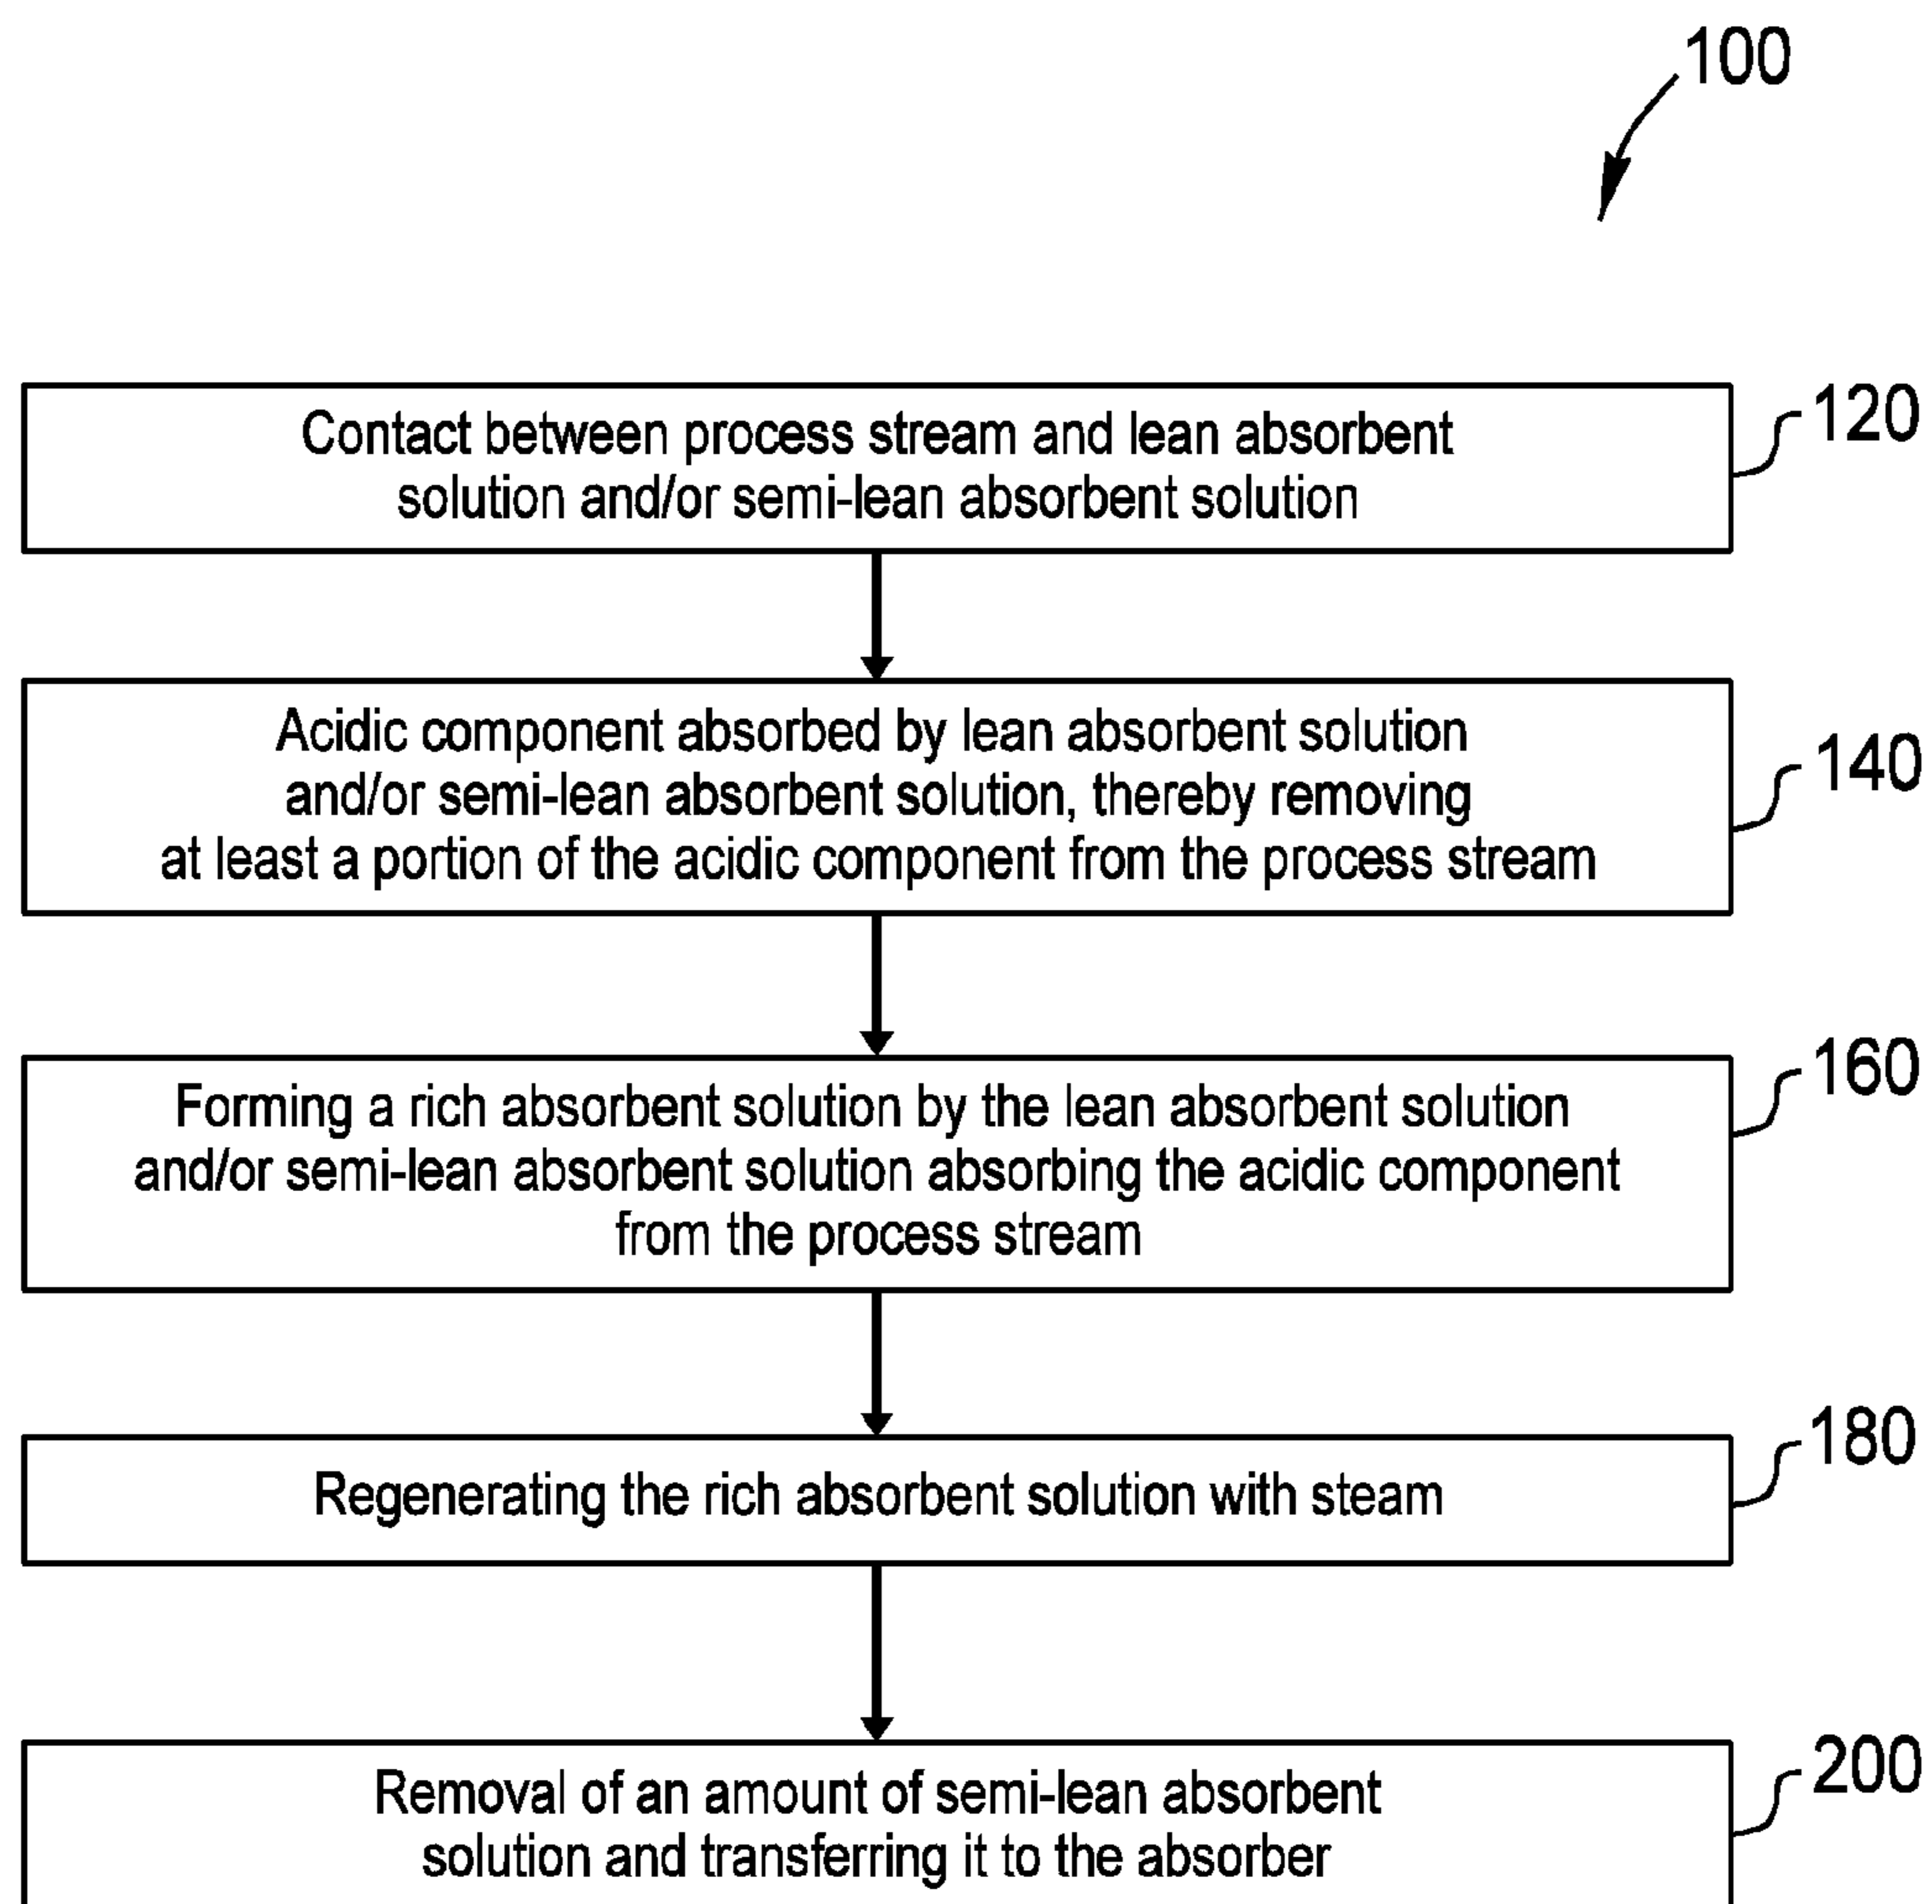 100
Contact between process stream and lean absorbent
solution and/or semi-lean absorbent solution
120
Acidic component absorbed by lean absorbent solution
and/or semi-lean absorbent solution, thereby removing
at least a portion of the acidic component from the process stream
140
Forming a rich absorbent solution by the lean absorbent solution
and/or semi-lean absorbent solution absorbing the acidic component
from the process stream
160
Regenerating the rich absorbent solution with steam
180
Removal of an amount of semi-lean absorbent
solution and transferring it to the absorber
200